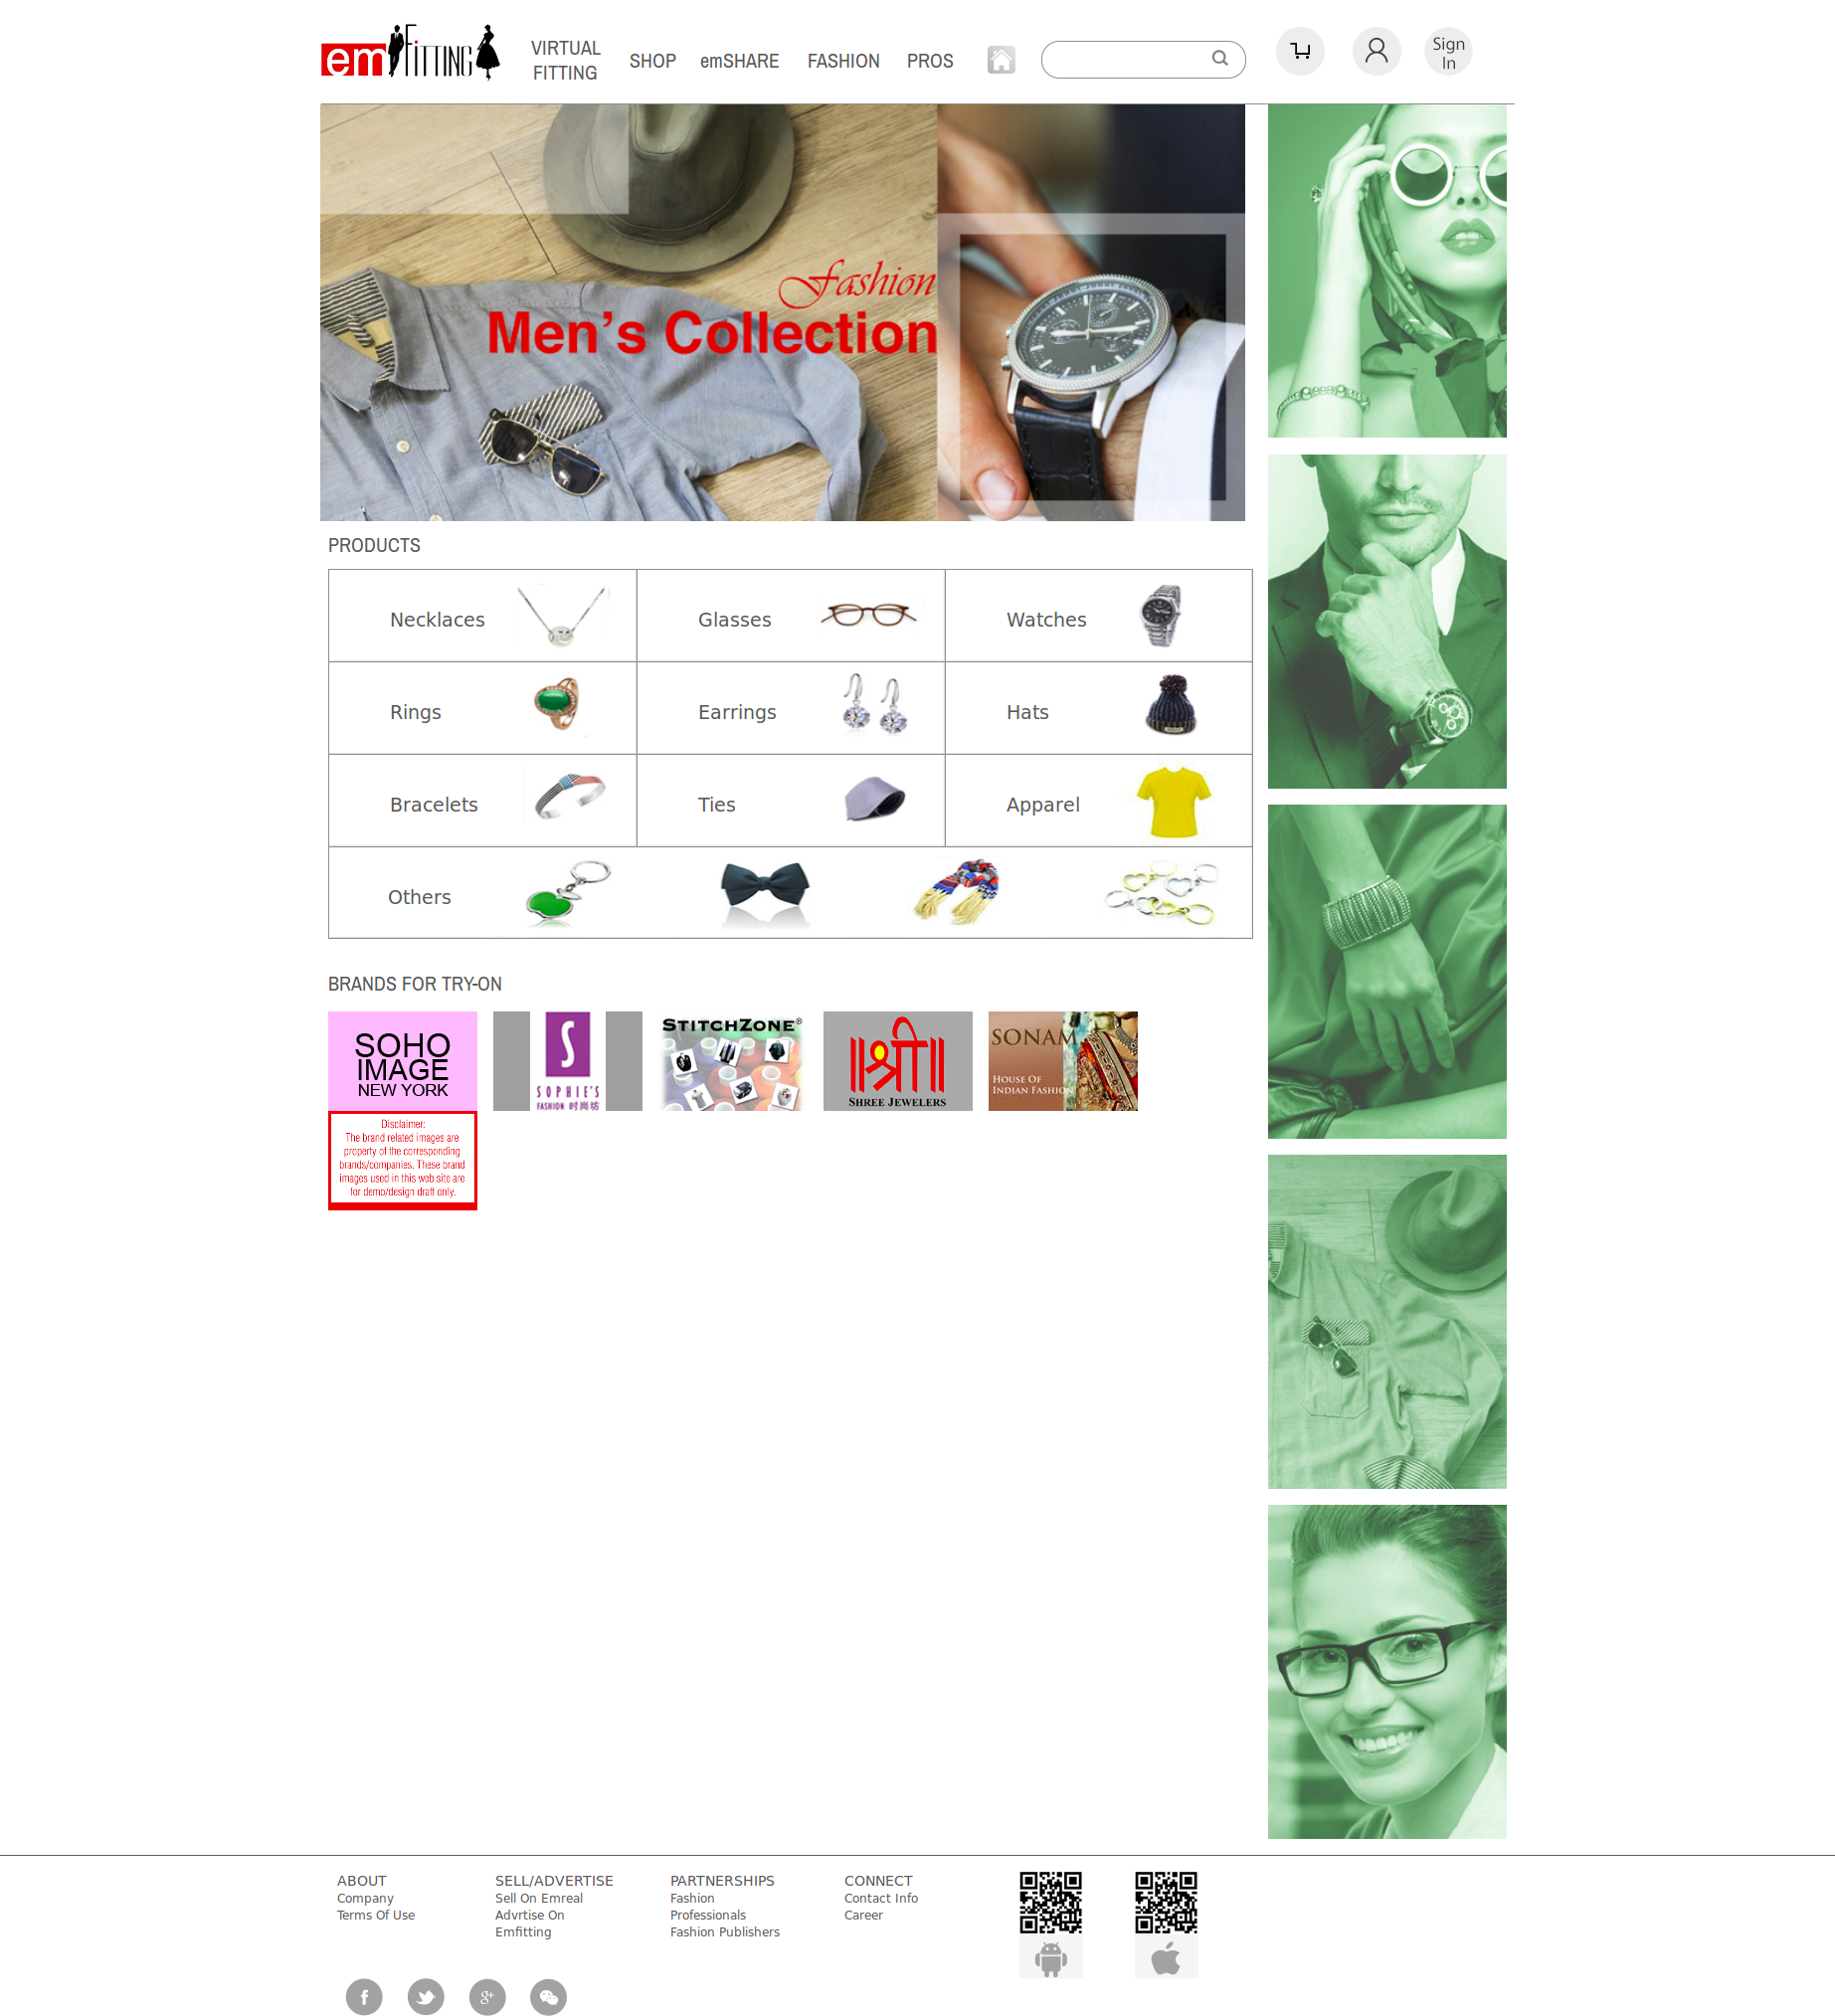 em FITTING
VIRTUAL
FITTING
SHOP
emSHARE
FASHION
PROS
Sign
In
Fashion
Men's Collection
PRODUCTS
Necklaces
Glasses
Watches
Rings
Earrings
Hats
Bracelets
Ties
Apparel
Others
BRANDS FOR TRY-ON
SOHO
IMAGE
NEW YORK
S
SOPHIE'S
FASHION 时尚坊
STITCHZONE®
॥श्री॥
SHREE JEWELERS
SONAM
HOUSE OF
INDIAN FASHION
Disclaimer:
The brand related images are
property of the corresponding
brands/companies. These brand
images used in this web site are
for demo/design draft only.
ABOUT
Company
Terms Of Use
SELL/ADVERTISE
Sell On Emreal
Advrtise On
Emfitting
PARTNERSHIPS
Fashion
Professionals
Fashion Publishers
CONNECT
Contact Info
Career
f
g+